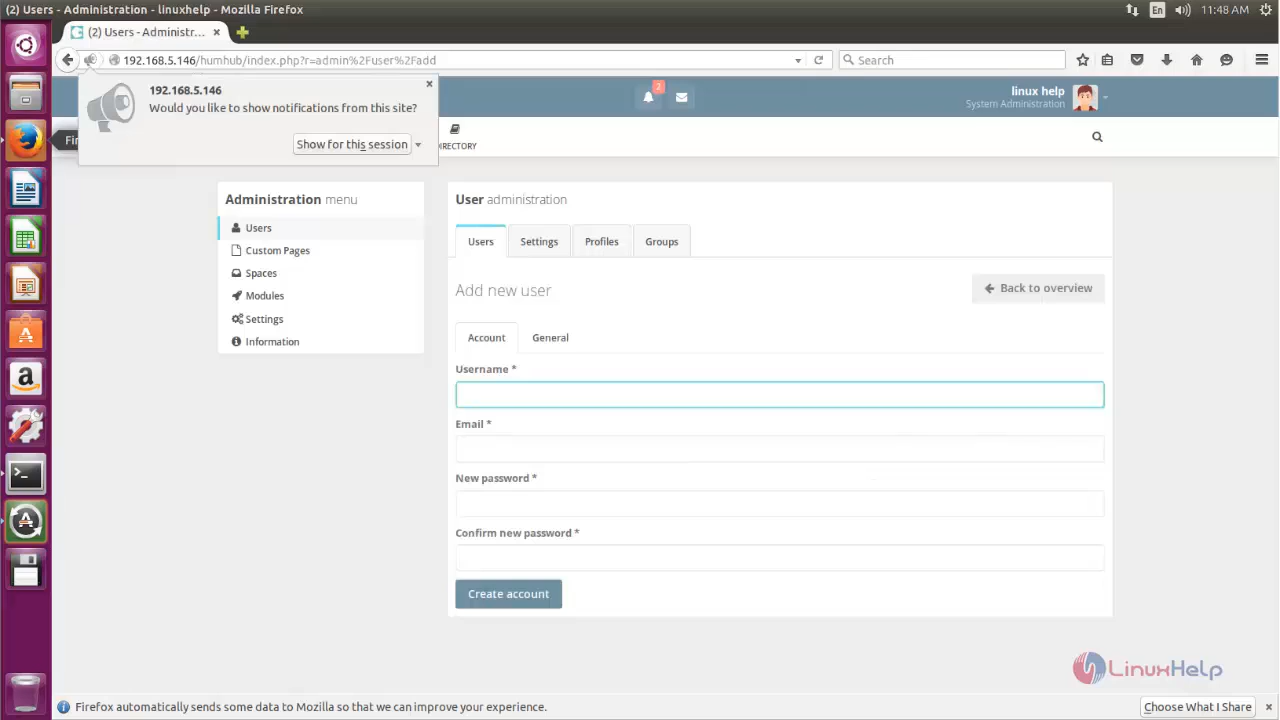 (2) Users - Administration - linuxhelp - Mozilla Firefox
En
11:48 AM
(2) Users - Administr...
192.168.5.146/humhub/index.php?r=admin%2Fuser%2Fadd
Search
192.168.5.146
Would you like to show notifications from this site?
Show for this session
2
linux help
System Administration
Fir
DIRECTORY
Administration menu
Users
Custom Pages
Spaces
Modules
Settings
Information
User administration
Users
Settings
Profiles
Groups
Add new user
Back to overview
Account
General
Username *
Email *
New password *
Confirm new password *
Create account
LinuxHelp
Firefox automatically sends some data to Mozilla so that we can improve your experience.
Choose What I Share